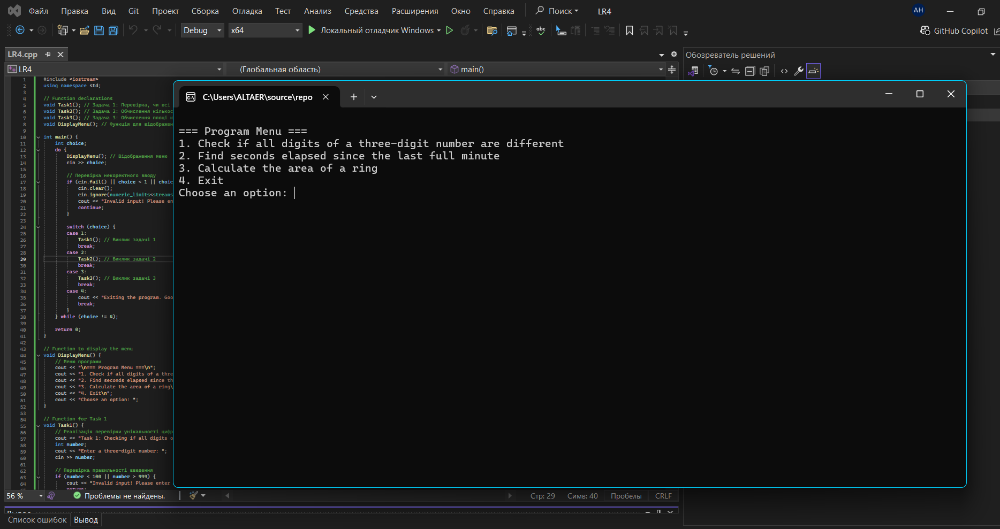 Файл Правка Вид Git Проект Сборка Отладка Тест Анализ Средства Расширения Окно Справка Поиск LR4 AH
Debug x64 Локальный отладчик Windows abc GitHub Copilot
LR4.cpp
Обозреватель решений
LR4 (Глобальная область) main()
1 #include <iostream>
2 using namespace std;
3
4 // Function declarations
5 void Task1(); // Задача 1: Перевірка, чи всі
6 void Task2(); // Задача 2: Обчислення кількос
7 void Task3(); // Задача 3: Обчислення площі к
8 void DisplayMenu(); // Функція для відображен
9
10 int main() {
11 int choice;
12 do {
13 DisplayMenu(); // Відображення меню
14 cin >> choice;
15
16 // Перевірка некоректного вводу
17 if (cin.fail() || choice < 1 || choic
18 cin.clear();
19 cin.ignore(numeric_limits<streams
20 cout << "Invalid input! Please en
21 continue;
22 }
23
24 switch (choice) {
25 case 1:
26 Task1(); // Виклик задачі 1
27 break;
28 case 2:
29 Task2(); // Виклик задачі 2
30 break;
31 case 3:
32 Task3(); // Виклик задачі 3
33 break;
34 case 4:
35 cout << "Exiting the program. Goo
36 break;
37 }
38 } while (choice != 4);
39
40 return 0;
41 }
42
43 // Function to display the menu
44 void DisplayMenu() {
45 // Меню програми
46 cout << "\n=== Program Menu ===\n";
47 cout << "1. Check if all digits of a thre
48 cout << "2. Find seconds elapsed since th
49 cout << "3. Calculate the area of a ring\
50 cout << "4. Exit\n";
51 cout << "Choose an option: ";
52 }
53
54 // Function for Task 1
55 void Task1() {
56 // Реалізація перевірки унікальності цифр
57 cout << "Task 1: Checking if all digits o
58 int number;
59 cout << "Enter a three-digit number: ";
60 cin >> number;
61
62 // Перевірка правильності введення
63 if (number < 100 || number > 999) {
64 cout << "Invalid input! Please enter
C:\Users\ALTAER\source\repo
=== Program Menu ===
1. Check if all digits of a three-digit number are different
2. Find seconds elapsed since the last full minute
3. Calculate the area of a ring
4. Exit
Choose an option:
56 % Проблемы не найдены. Стр: 29 Симв: 40 Пробелы CRLF
Список ошибок Вывод